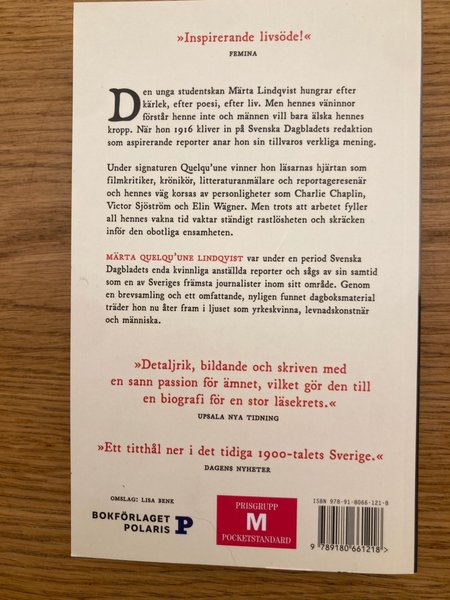 »Inspirerande livsöde!«
FEMINA
Den unga studentskan Märta Lindqvist hungrar efter
kärlek, efter poesi, efter liv. Men hennes väninnor
förstår henne inte och männen vill bara älska hennes
kropp. När hon 1916 kliver in på Svenska Dagbladets redaktion
som aspirerande reporter anar hon sin tillvaros verkliga mening.
Under signaturen Quelqu'une vinner hon läsarnas hjärtan som
filmkritiker, krönikör, litteraturanmälare och reportageresenär
och hennes väg korsas av personligheter som Charlie Chaplin,
Victor Sjöström och Elin Wägner. Men trots att arbetet fyller
all hennes vakna tid vaktar ständigt rastlösheten och skräcken
inför den obotliga ensamheten.
MÄRTA QUELQU'UNE LINDQVIST var under en period Svenska
Dagbladets enda kvinnliga anställda reporter och sågs av sin samtid
som en av Sveriges främsta journalister inom sitt område. Genom
en brevsamling och ett omfattande, nyligen funnet dagboksmaterial
träder hon nu åter fram i ljuset som yrkeskvinna, levnadskonstnär
och människa.
»Detaljrik, bildande och skriven med
en sann passion för ämnet, vilket gör den till
en biografi för en stor läsekrets.«
UPSALA NYA TIDNING
»Ett titthål ner i det tidiga 1900-talets Sverige.«
DAGENS NYHETER
OMSLAG: LISA BENE
BOKFÖRLAGET
POLARIS P
PRISGRUPP
M
POCKETSTANDARD
ISBN 978-91-8066-121-8
9 789180 661218 >